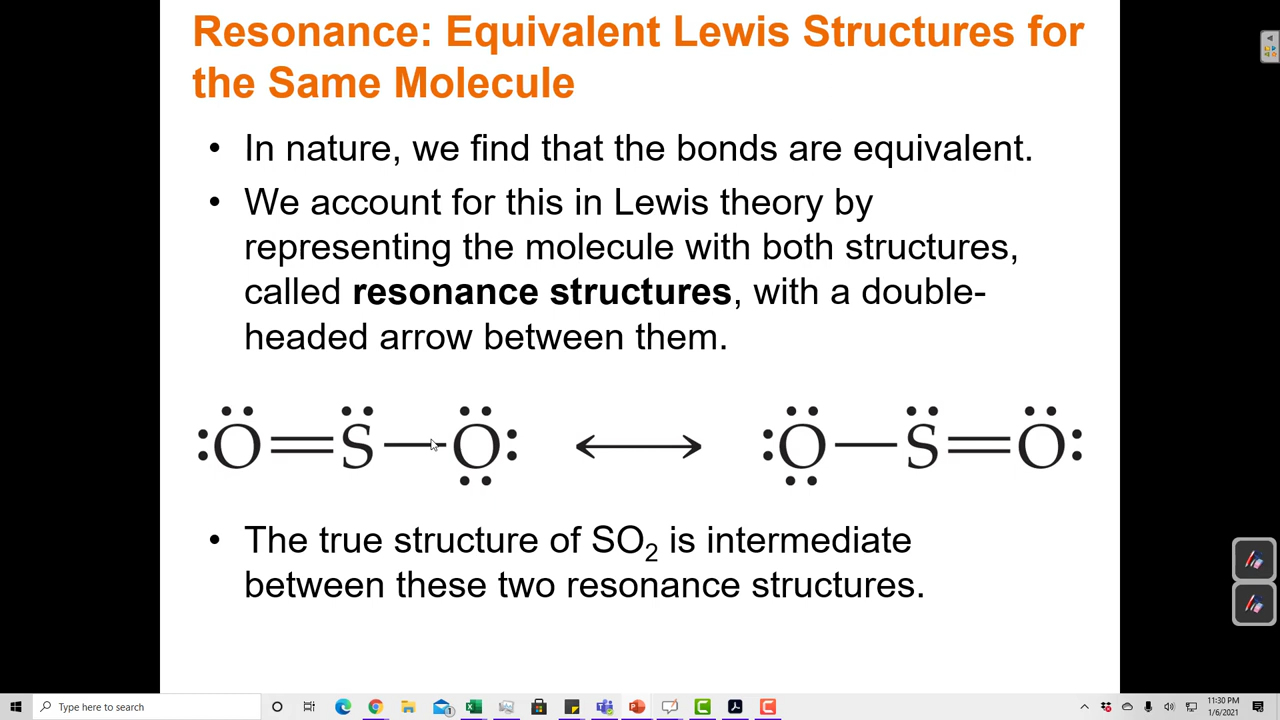 Resonance: Equivalent Lewis Structures for
the Same Molecule
• In nature, we find that the bonds are equivalent.
• We account for this in Lewis theory by
representing the molecule with both structures,
called resonance structures, with a double-
headed arrow between them.
:Ö=S̈—Ö: ⟷ :Ö—S̈=Ö:
• The true structure of SO₂ is intermediate
between these two resonance structures.
Type here to search
11:30 PM
1/6/2021